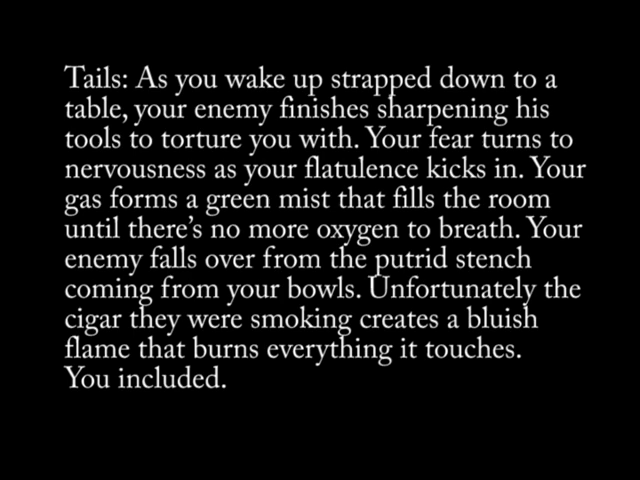 Tails: As you wake up strapped down to a
table, your enemy finishes sharpening his
tools to torture you with. Your fear turns to
nervousness as your flatulence kicks in. Your
gas forms a green mist that fills the room
until there's no more oxygen to breath. Your
enemy falls over from the putrid stench
coming from your bowls. Unfortunately the
cigar they were smoking creates a bluish
flame that burns everything it touches.
You included.